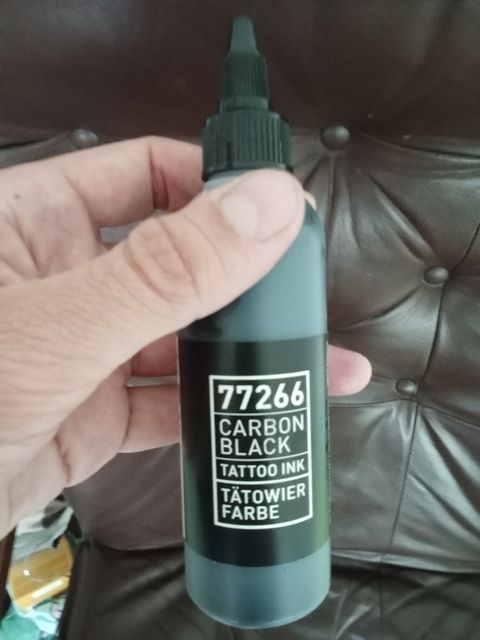 77266
CARBON
BLACK
TATTOO INK
TÄTOWIER
FARBE